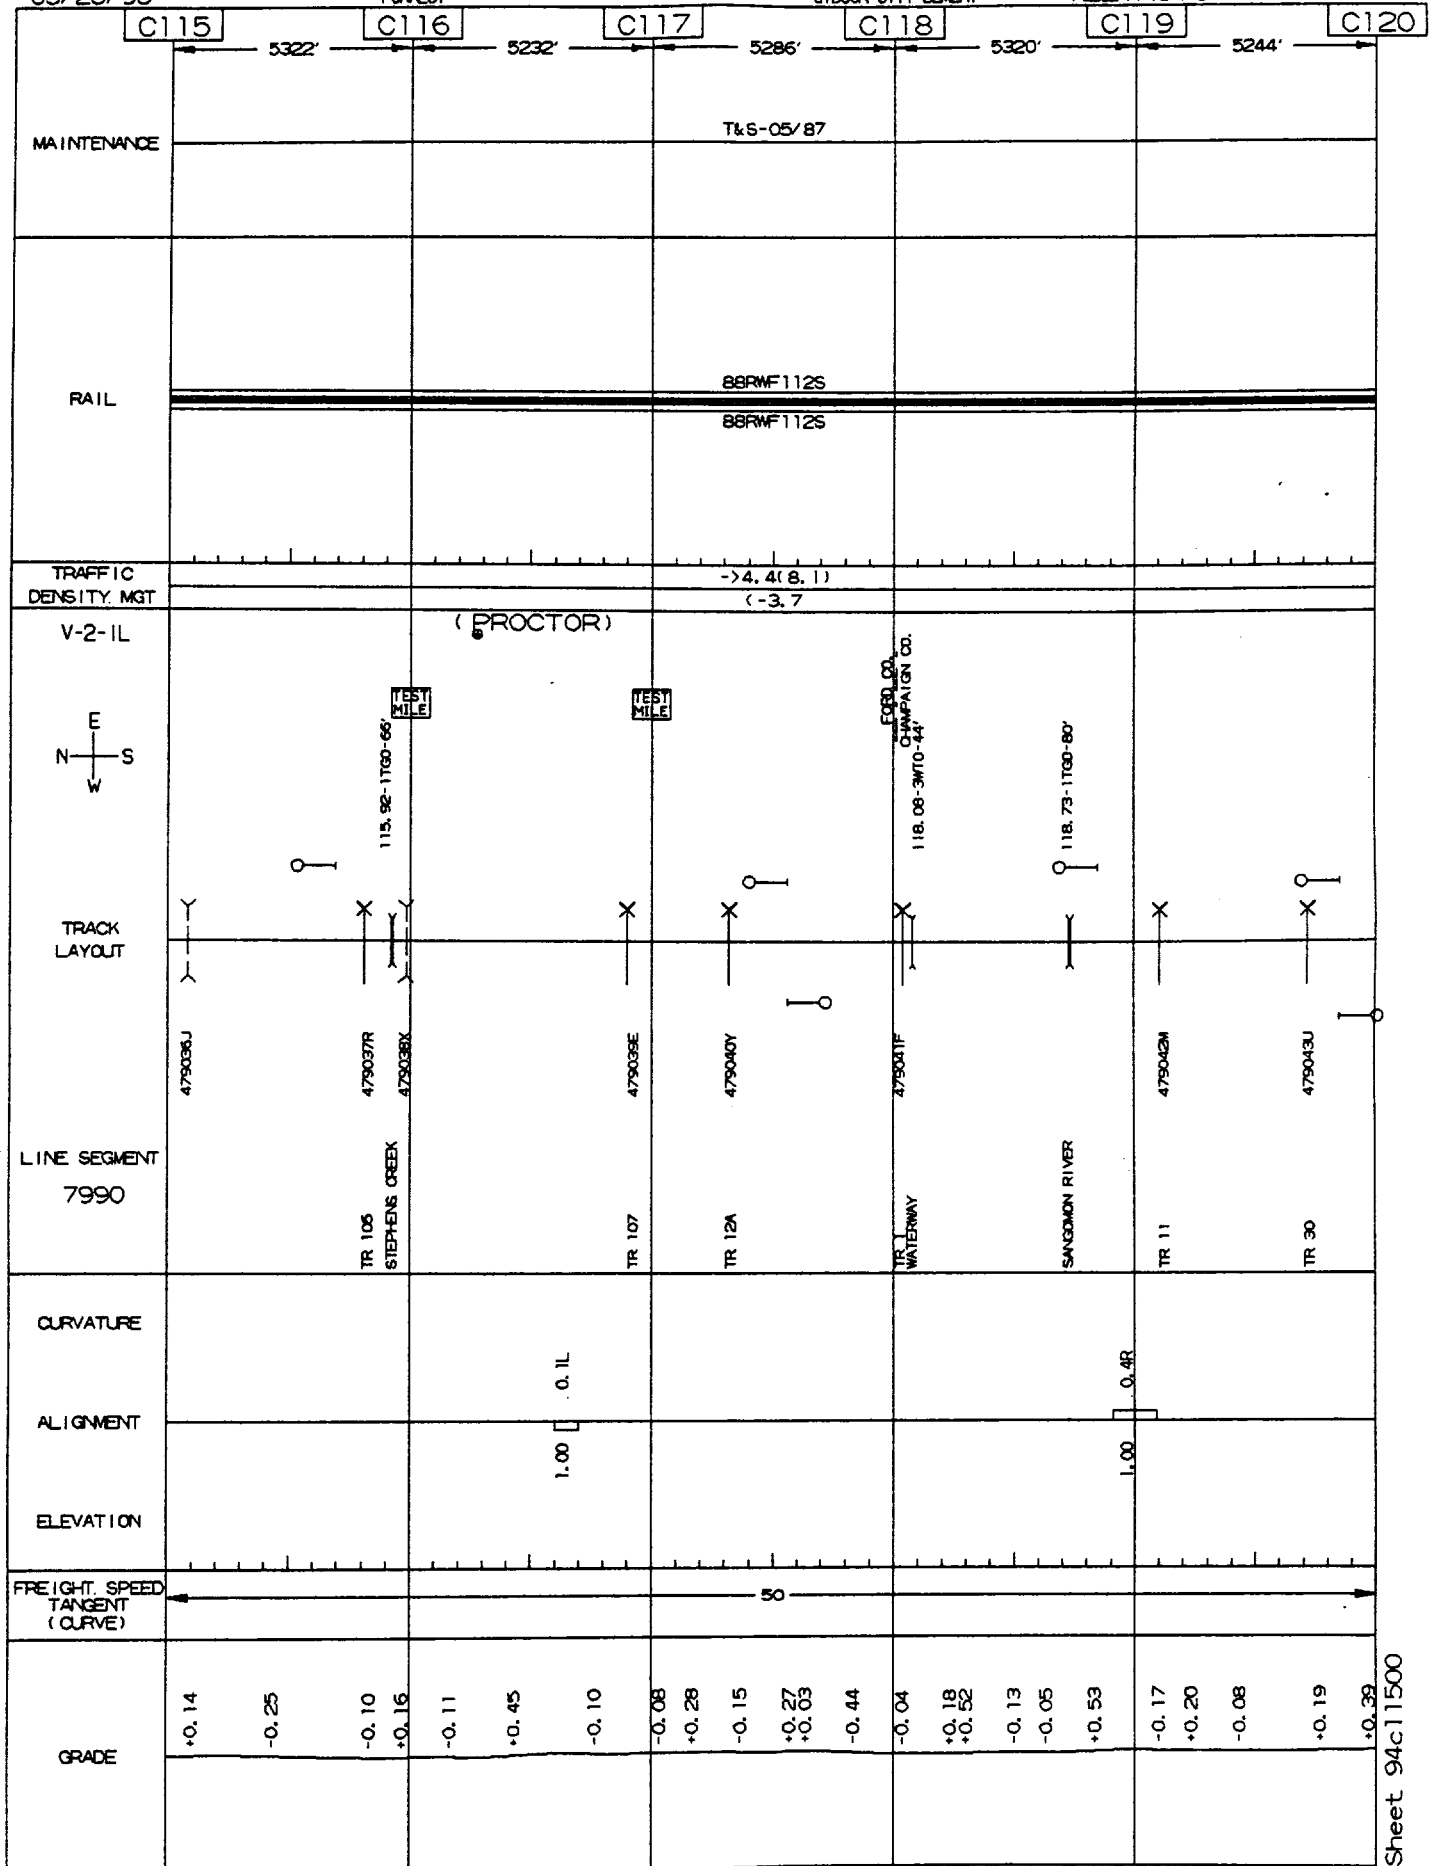 C115 C116 C117 C118 C119 C120
5322' 5232' 5286' 5320' 5244'
MAINTENANCE
T&S-05/87
RAIL
88RWF112S
88RWF112S
TRAFFIC
DENSITY. MGT
->4.4(8.1)
<-3.7
V-2-IL
(PROCTOR)
E
N S
W
TEST
MILE
TEST
MILE
FORD CO.
CHAMPAIGN CO.
115.92-1TGO-66'
118.08-3WTO-44'
118.73-1TGO-80'
TRACK
LAYOUT
479036J
479037R
479038X
479039E
479040Y
479041F
479042M
479043U
LINE SEGMENT
7990
TR 105
STEPHENS CREEK
TR 107
TR 12A
TR 1
WATERWAY
SANGOMON RIVER
TR 11
TR 30
CURVATURE
0.1L
0.4R
ALIGNMENT
1.00
1.00
ELEVATION
FREIGHT. SPEED
TANGENT
(CURVE)
50
GRADE
+0.14
-0.25
-0.10
+0.16
-0.11
+0.45
-0.10
-0.08
+0.28
-0.15
+0.27
+0.03
-0.44
-0.04
+0.18
+0.52
-0.13
-0.05
+0.53
-0.17
+0.20
-0.08
+0.19
+0.39
Sheet 94c11500